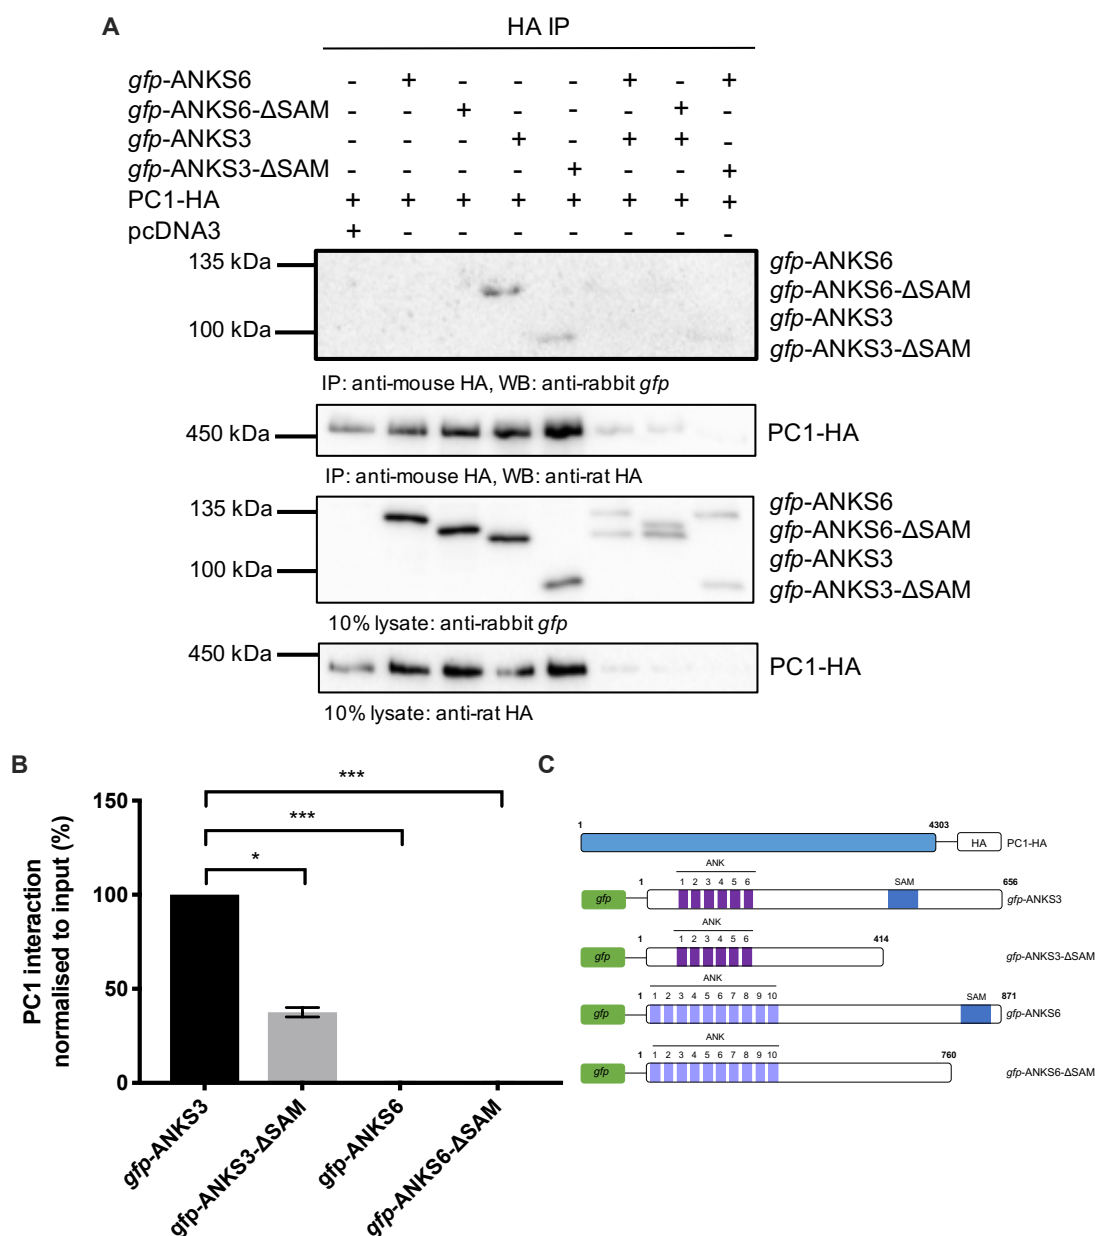 A
HA IP
gfp-ANKS6 - + - - - + - +
gfp-ANKS6-ΔSAM - - + - - - + -
gfp-ANKS3 - - - + - + + -
gfp-ANKS3-ΔSAM - - - - + - - +
PC1-HA + + + + + + + +
pcDNA3 + - - - - - - -
135 kDa
100 kDa
gfp-ANKS6
gfp-ANKS6-ΔSAM
gfp-ANKS3
gfp-ANKS3-ΔSAM
IP: anti-mouse HA, WB: anti-rabbit gfp
450 kDa
PC1-HA
IP: anti-mouse HA, WB: anti-rat HA
135 kDa
100 kDa
gfp-ANKS6
gfp-ANKS6-ΔSAM
gfp-ANKS3
gfp-ANKS3-ΔSAM
10% lysate: anti-rabbit gfp
450 kDa
PC1-HA
10% lysate: anti-rat HA
B
PC1 interaction
normalised to input (%)
150
100
50
0
***
***
*
gfp-ANKS3
gfp-ANKS3-ΔSAM
gfp-ANKS6
gfp-ANKS6-ΔSAM
C
1 4303
HA PC1-HA
ANK
1 1 2 3 4 5 6 SAM 656
gfp gfp-ANKS3
ANK
1 1 2 3 4 5 6 414
gfp gfp-ANKS3-ΔSAM
ANK
1 1 2 3 4 5 6 7 8 9 10 SAM 871
gfp gfp-ANKS6
ANK
1 1 2 3 4 5 6 7 8 9 10 760
gfp gfp-ANKS6-ΔSAM